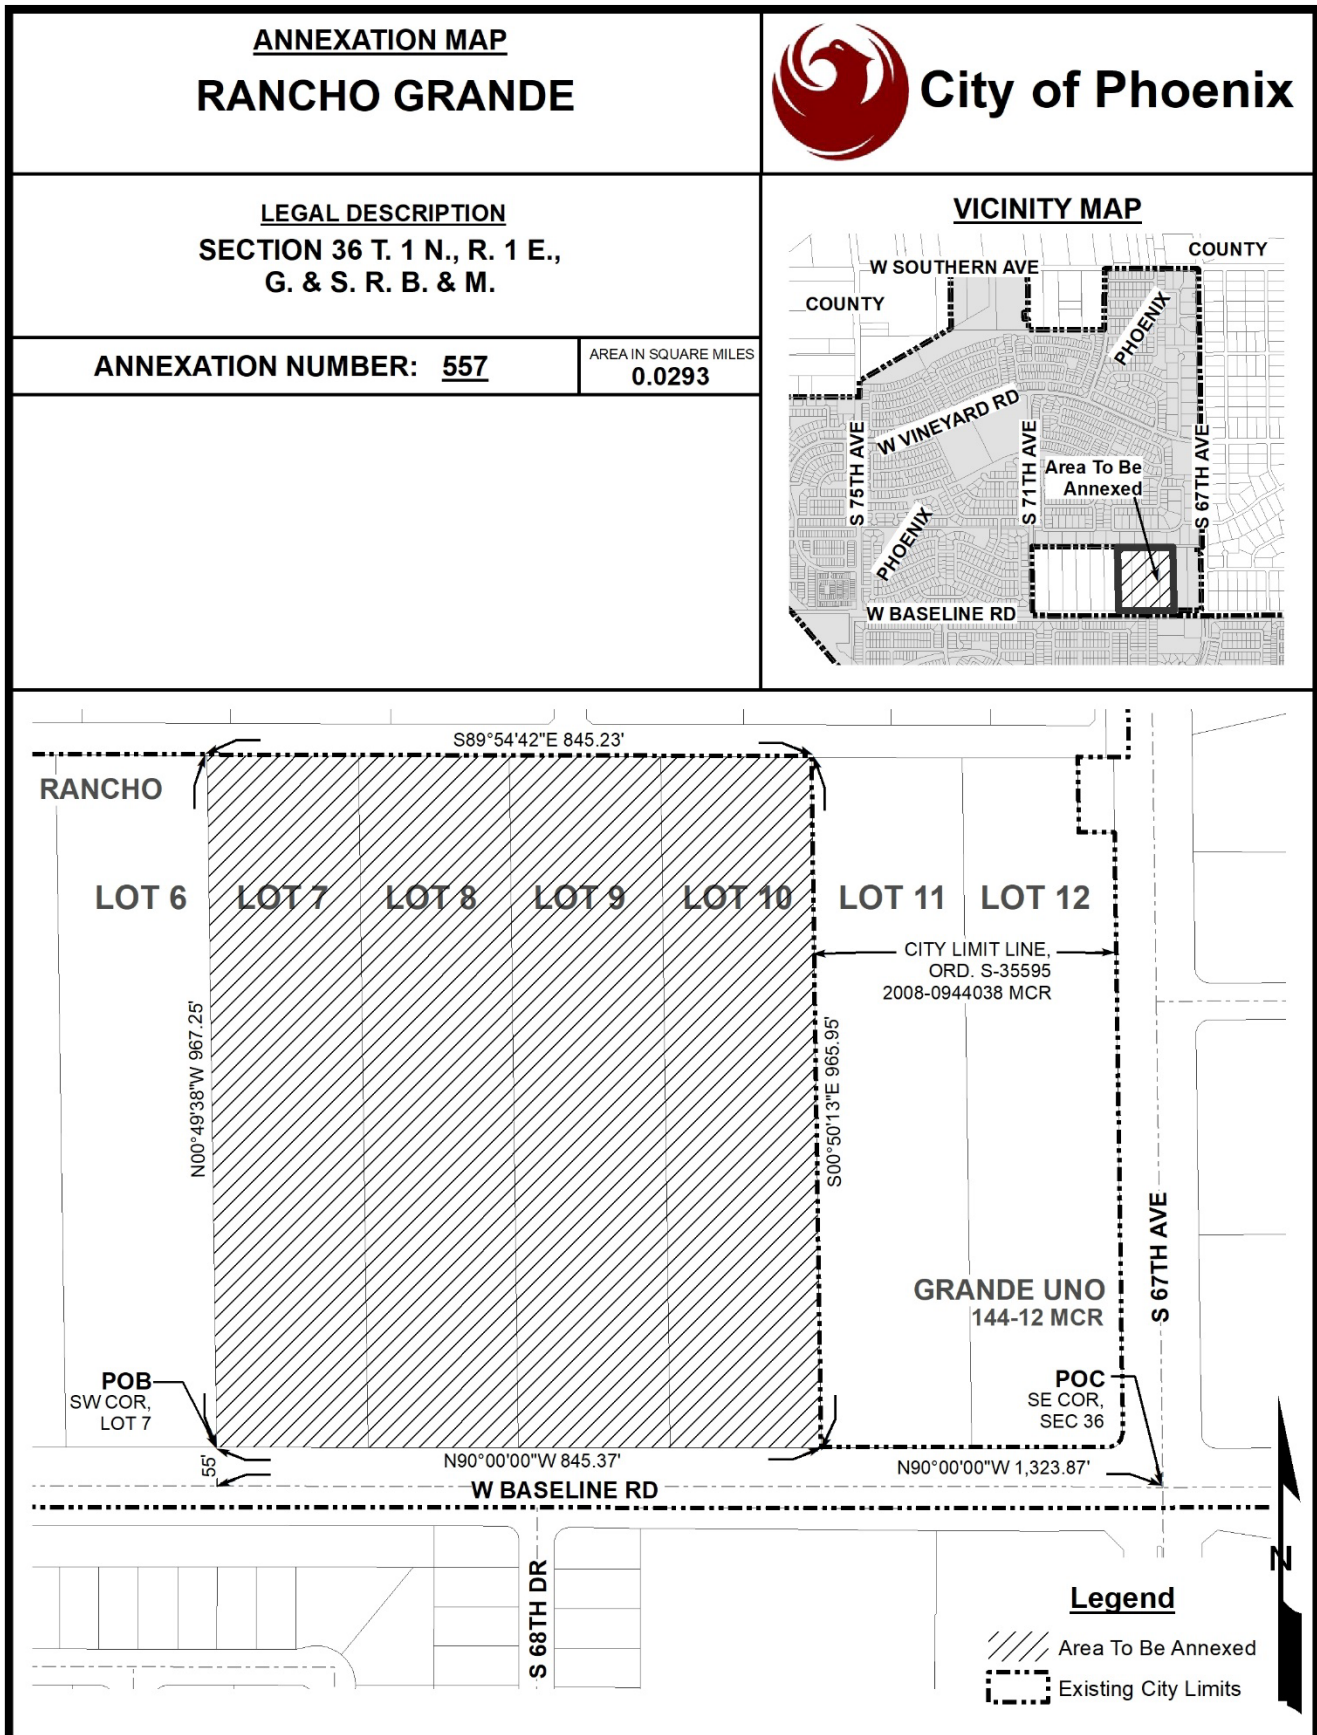 ANNEXATION MAP
RANCHO GRANDE
City of Phoenix
LEGAL DESCRIPTION
SECTION 36 T. 1 N., R. 1 E.,
G. & S. R. B. & M.
ANNEXATION NUMBER: 557
AREA IN SQUARE MILES
0.0293
VICINITY MAP
COUNTY
W SOUTHERN AVE
COUNTY
PHOENIX
W VINEYARD RD
S 75TH AVE
S 71TH AVE
S 67TH AVE
Area To Be
Annexed
PHOENIX
W BASELINE RD
S89°54'42"E 845.23'
RANCHO
LOT 6
LOT 7
LOT 8
LOT 9
LOT 10
LOT 11
LOT 12
CITY LIMIT LINE,
ORD. S-35595
2008-0944038 MCR
N00°49'38"W 967.25'
S00°50'13"E 965.95'
S 67TH AVE
GRANDE UNO
144-12 MCR
POB
SW COR,
LOT 7
POC
SE COR,
SEC 36
55'
N90°00'00"W 845.37'
N90°00'00"W 1,323.87'
W BASELINE RD
S 68TH DR
N
Legend
Area To Be Annexed
Existing City Limits